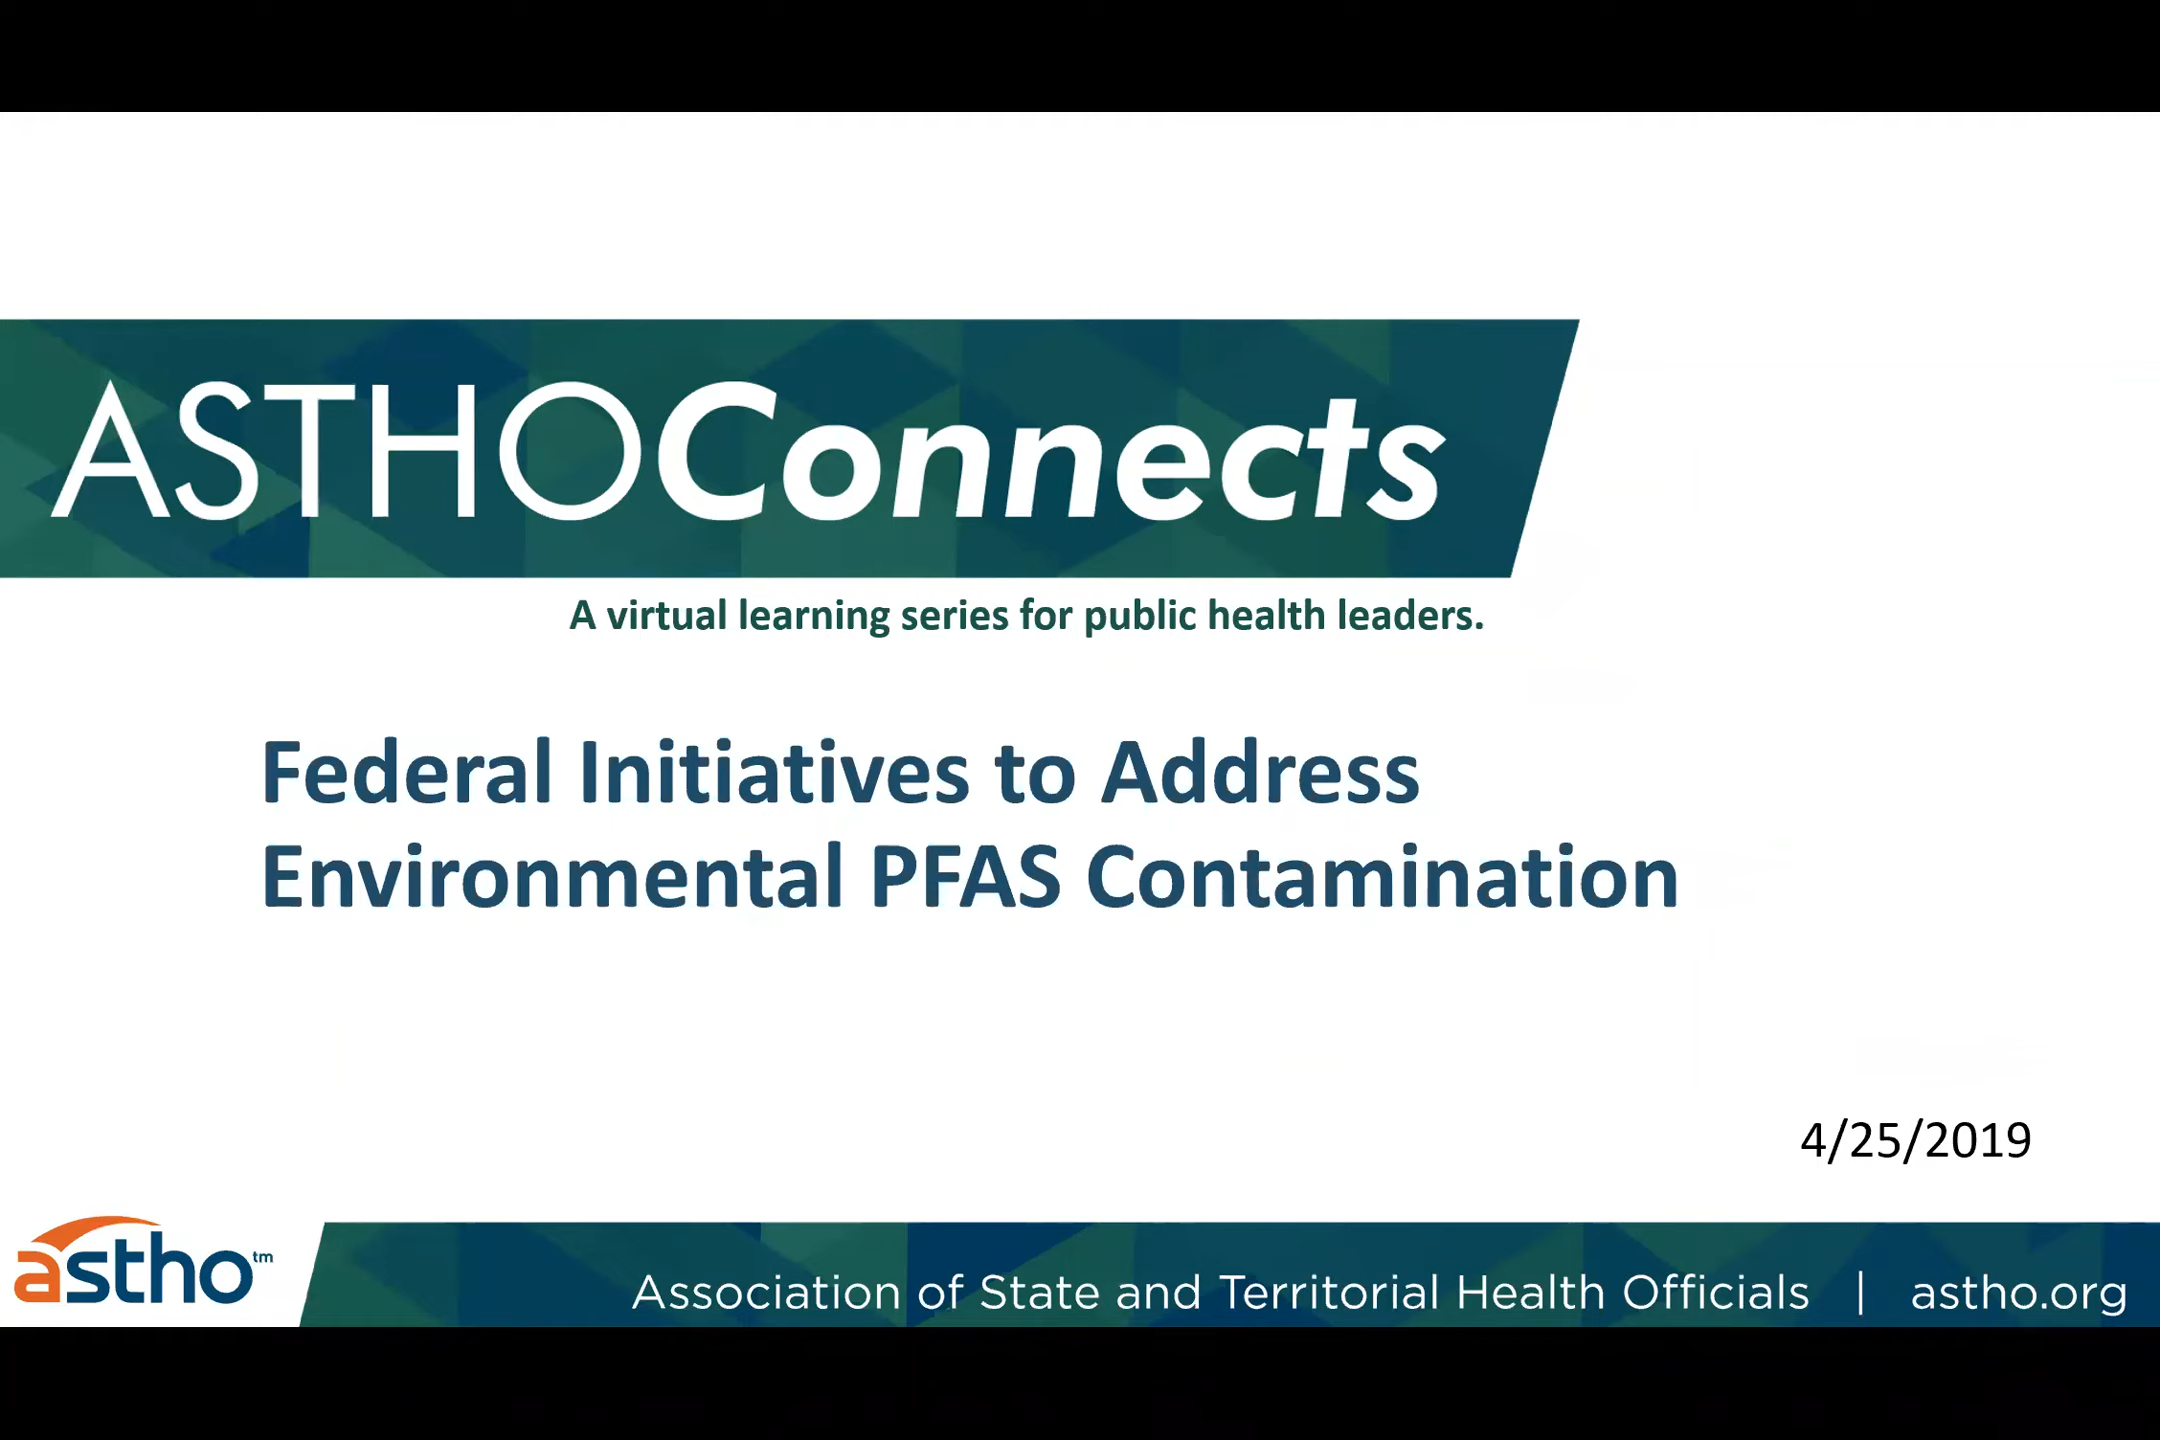 ASTHOConnects
A virtual learning series for public health leaders.
Federal Initiatives to Address
Environmental PFAS Contamination
4/25/2019
astho™
Association of State and Territorial Health Officials | astho.org